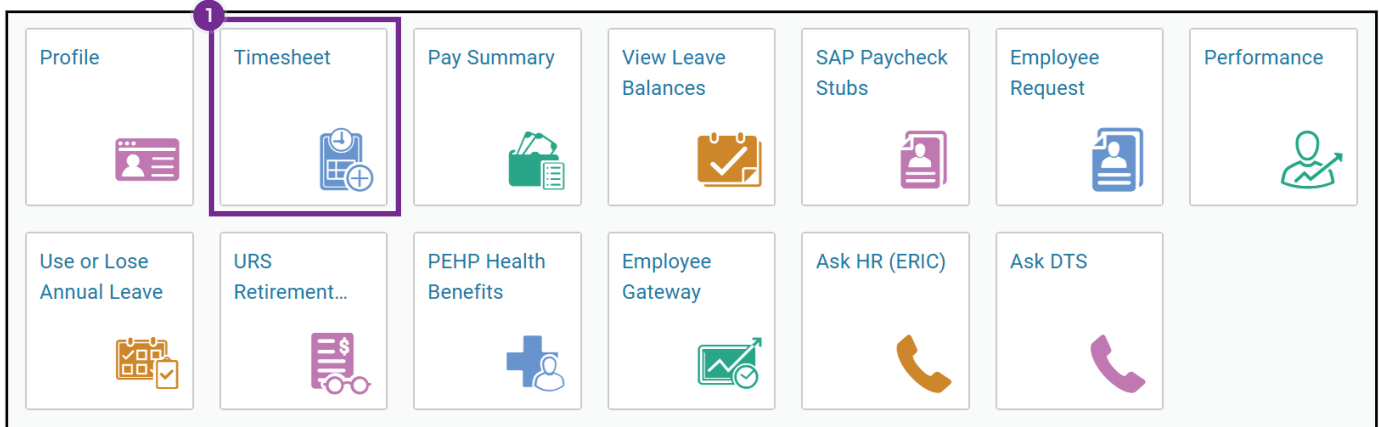 1
Profile
Timesheet
Pay Summary
View Leave
Balances
SAP Paycheck
Stubs
Employee
Request
Performance
Use or Lose
Annual Leave
URS
Retirement...
PEHP Health
Benefits
Employee
Gateway
Ask HR (ERIC)
Ask DTS